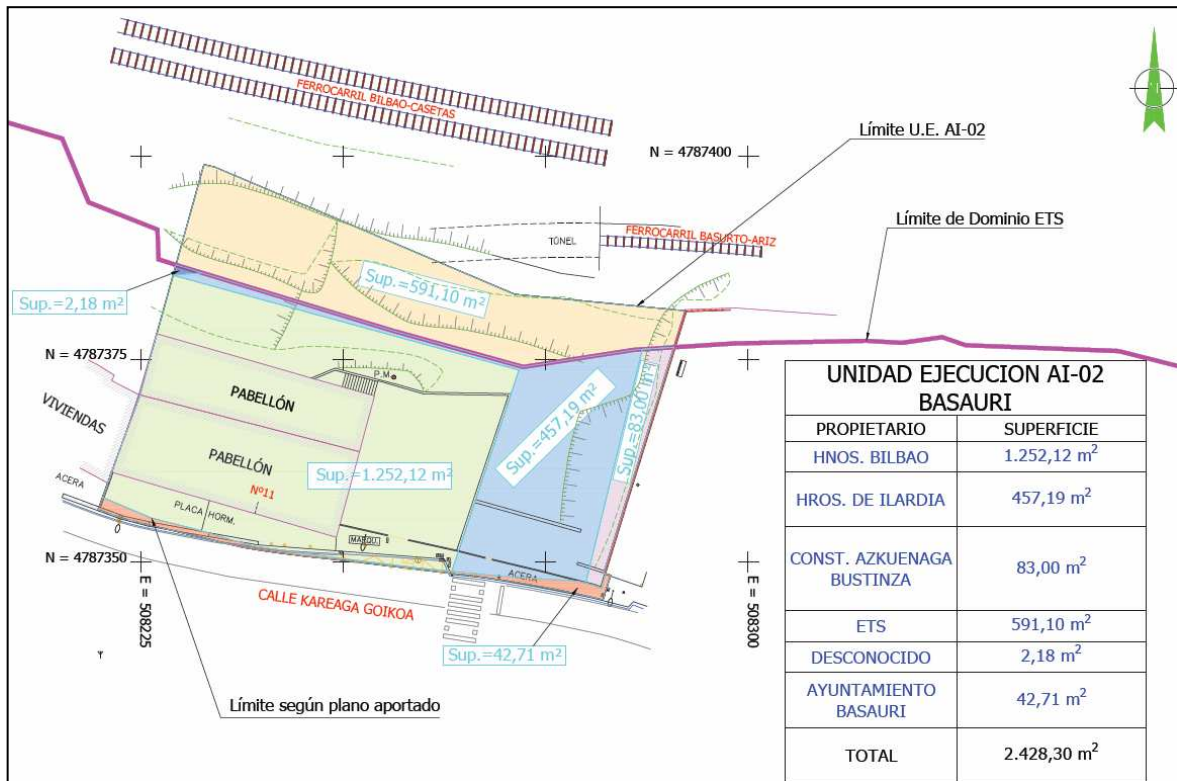 FERROCARRIL BILBAO-CASETAS
N = 4787400
Límite U.E. AI-02
Límite de Dominio ETS
TÚNEL
FERROCARRIL BASURTO-ARIZ
Sup.=591,10 m²
Sup.=2,18 m²
N = 4787375
P.M
VIVIENDAS
PABELLÓN
PABELLÓN
Nº11
Sup.=1.252,12 m²
Sup.=457,19 m²
Sup.=83,00 m²
ACERA
PLACA HORM.
MARQU.
N = 4787350
ACERA
CALLE KAREAGA GOIKOA
E = 508225
E = 508300
Sup.=42,71 m²
Límite según plano aportado
UNIDAD EJECUCION AI-02
BASAURI
PROPIETARIO SUPERFICIE
HNOS. BILBAO 1.252,12 m²
HROS. DE ILARDIA 457,19 m²
CONST. AZKUENAGA
BUSTINZA 83,00 m²
ETS 591,10 m²
DESCONOCIDO 2,18 m²
AYUNTAMIENTO
BASAURI 42,71 m²
TOTAL 2.428,30 m²